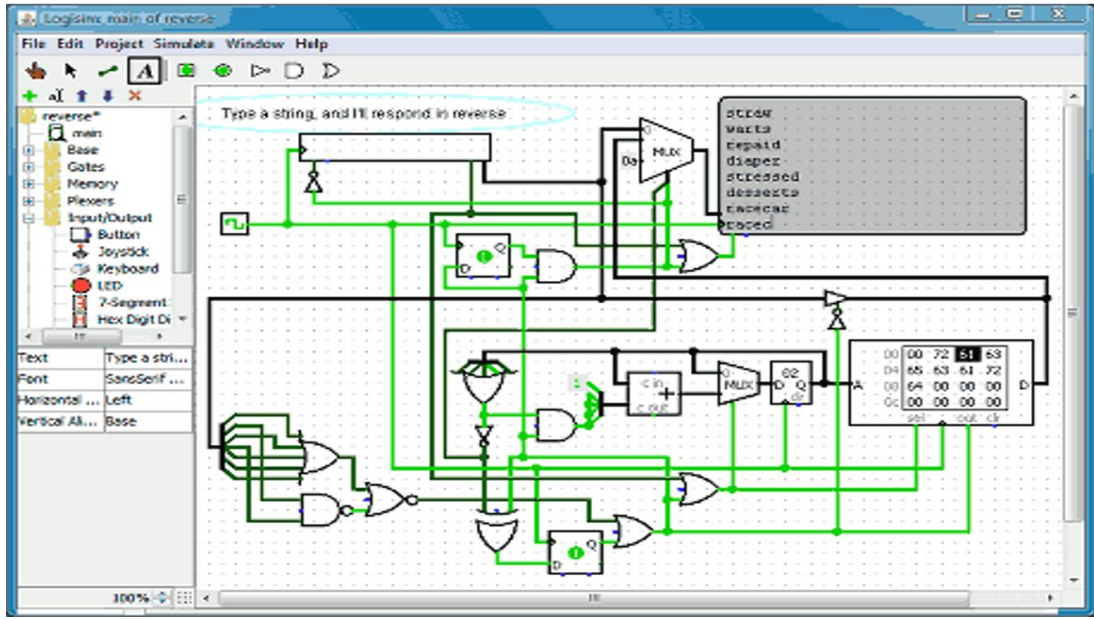 Logisim: main of reverse
File Edit Project Simulate Window Help
A
reverse*
main
Base
Gates
Memory
Plexers
Input/Output
Button
Joystick
Keyboard
LED
7-Segment
Hex Digit Di
Text Type a stri...
Font SansSerif ...
Horizontal ... Left
Vertical Ali... Base
100%
Type a string, and I'll respond in reverse
straw
warts
repaid
diaper
stressed
desserts
racecar
raced
0
MUX
0a
Q
D
1
c in
+
c out
0
MUX
02
D Q
clr
A
00 00 72 61 63
04 65 63 61 72
08 64 00 00 00
0c 00 00 00 00
D
sel out clr
Q
D